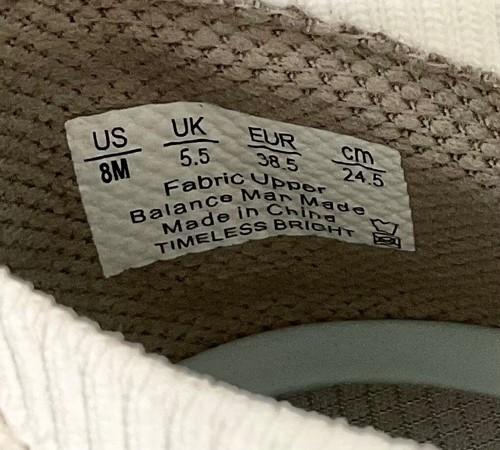 US UK EUR cm
8M 5.5 38.5 24.5
Fabric Upper
Balance Man Made
Made in China
TIMELESS BRIGHT